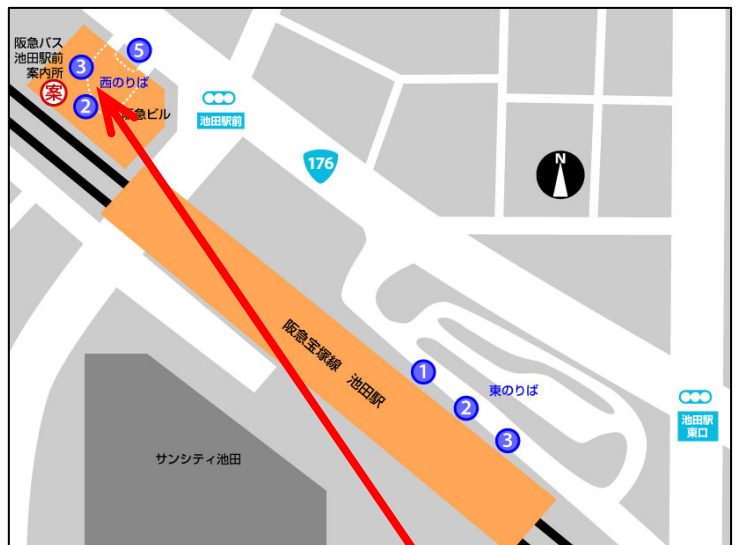 阪急バス
池田駅前
案内所
案
3
5
西のりば
2
阪急ビル
池田駅前
176
N
阪急宝塚線 池田駅
1
東のりば
2
3
池田駅
東口
サンシティ池田